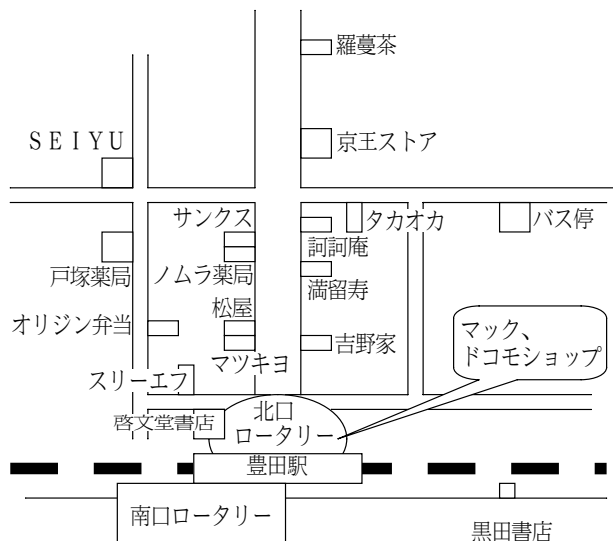 羅蔓茶
ＳＥＩＹＵ
京王ストア
サンクス
タカオカ
バス停
訶訶庵
戸塚薬局
ノムラ薬局
満留寿
松屋
オリジン弁当
吉野家
マック、
ドコモショップ
マツキヨ
スリーエフ
北口
ロータリー
啓文堂書店
豊田駅
南口ロータリー
黒田書店